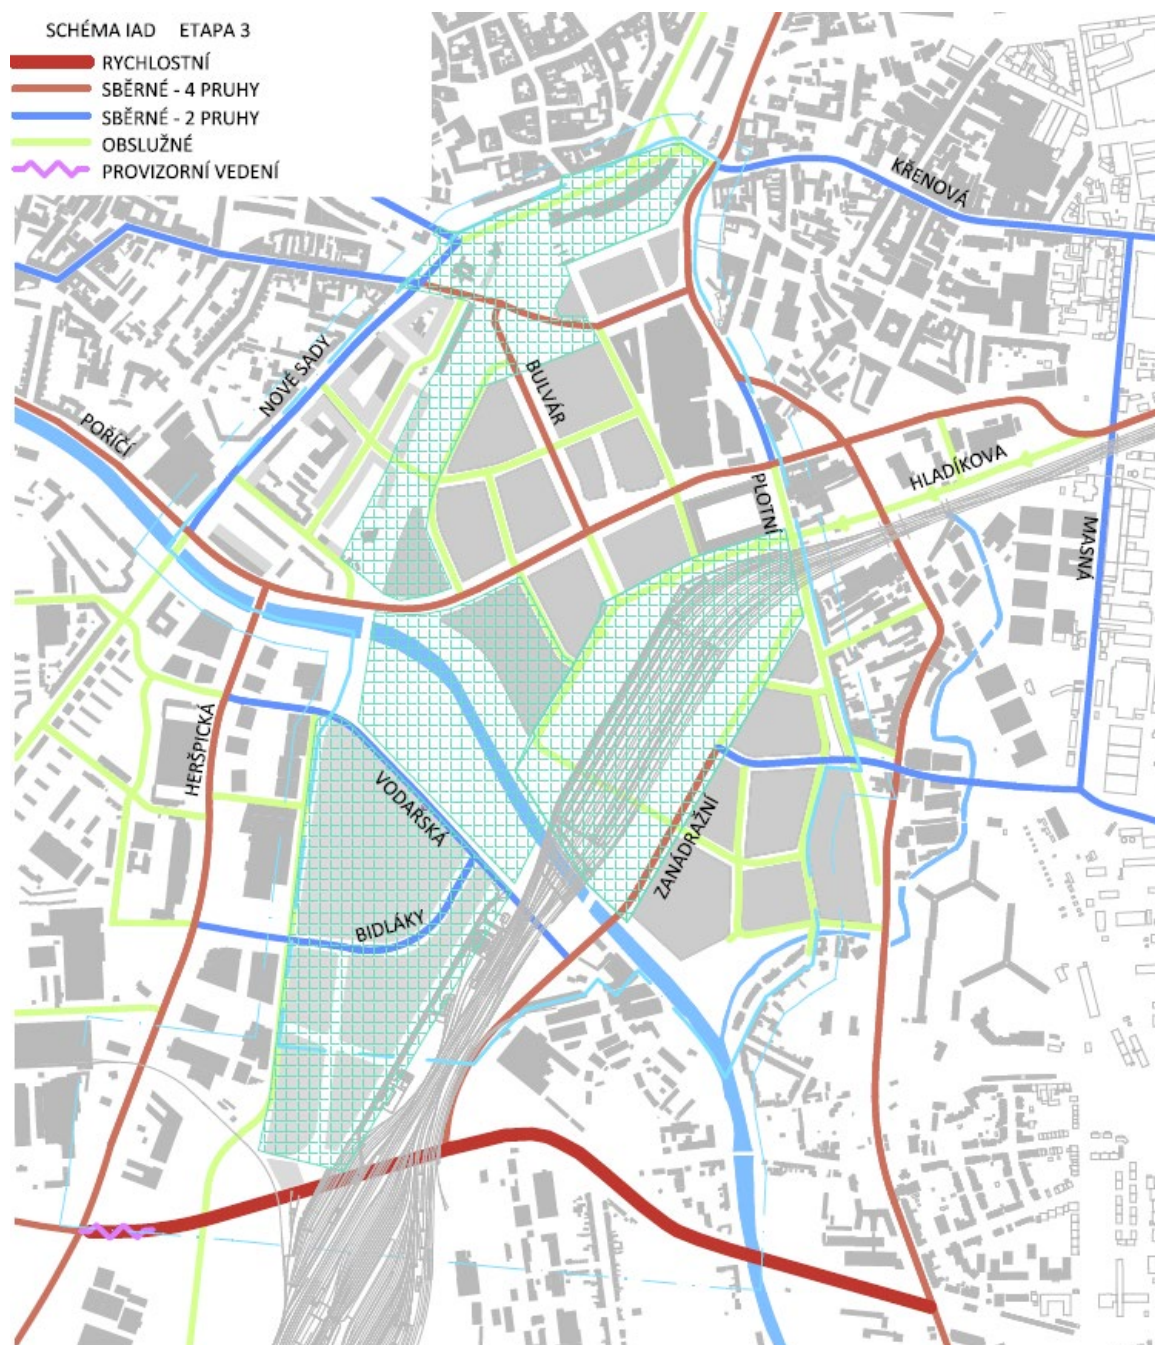 SCHÉMA IAD ETAPA 3
RYCHLOSTNÍ
SBĚRNÉ - 4 PRUHY
SBĚRNÉ - 2 PRUHY
OBSLUŽNÉ
PROVIZORNÍ VEDENÍ
KŘENOVÁ
NOVÉ SADY
BULVÁR
POŘÍČÍ
HLADÍKOVA
PLOTNÍ
MASNÁ
HERŠPICKÁ
VODAŘSKÁ
ZANÁDRAŽNÍ
BIDLÁKY